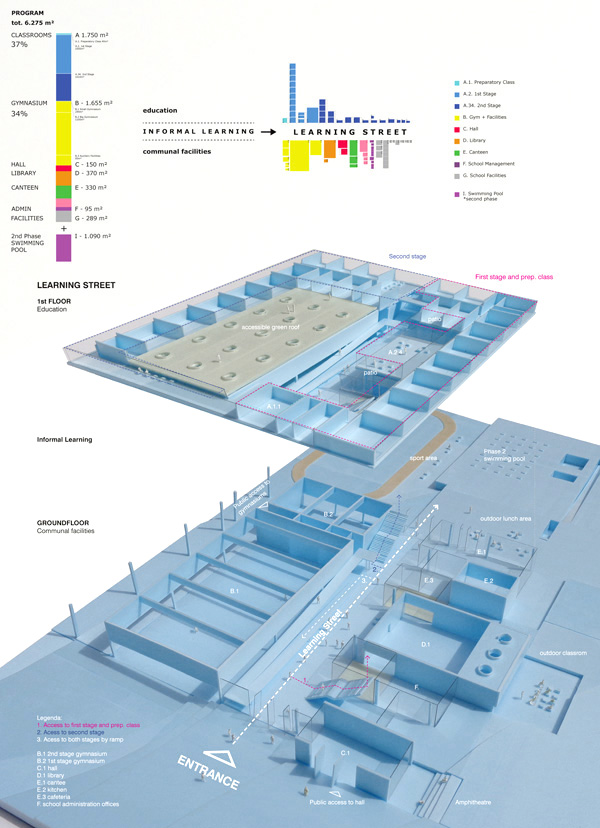 PROGRAM
tot. 6.275 m²
CLASSROOMS
37%
A 1.750 m²
GYMNASIUM
34%
B - 1.655 m²
HALL
C - 150 m²
LIBRARY
D - 370 m²
CANTEEN
E - 330 m²
ADMIN
F - 95 m²
FACILITIES
G - 289 m²
+
2nd Phase
SWIMMING
POOL
I - 1.090 m²
education
INFORMAL LEARNING
communal facilities
LEARNING STREET
A.1. Preparatory Class
A.2. 1st Stage
A.34. 2nd Stage
B. Gym + Facilities
C. Hall
D. Library
E. Canteen
F. School Management
G. School Facilities
I. Swimming Pool
*second phase
LEARNING STREET
1st FLOOR
Education
Second stage
First stage and prep. class
accessible green roof
patio
A.2.4
patio
A.1.1
Informal Learning
sport area
Phase 2
swimming pool
GROUNDFLOOR
Communal facilities
public access to
gymnasiums
B.2
outdoor lunch area
E.1
E.3
E.2
B.1
2
3
Learning Street
D.1
outdoor classrom
1
F.
C.1
ENTRANCE
Public access to hall
Amphitheatre
Legends:
1. Access to first stage and prep. class
2. Acess to second stage
3. Acess to both stages by ramp
B.1 2nd stage gymnasium
B.2 1st stage gymnasium
C.1 hall
D.1 library
E.1 cantee
E.2 kitchen
E.3 cafeteria
F. school administration offices